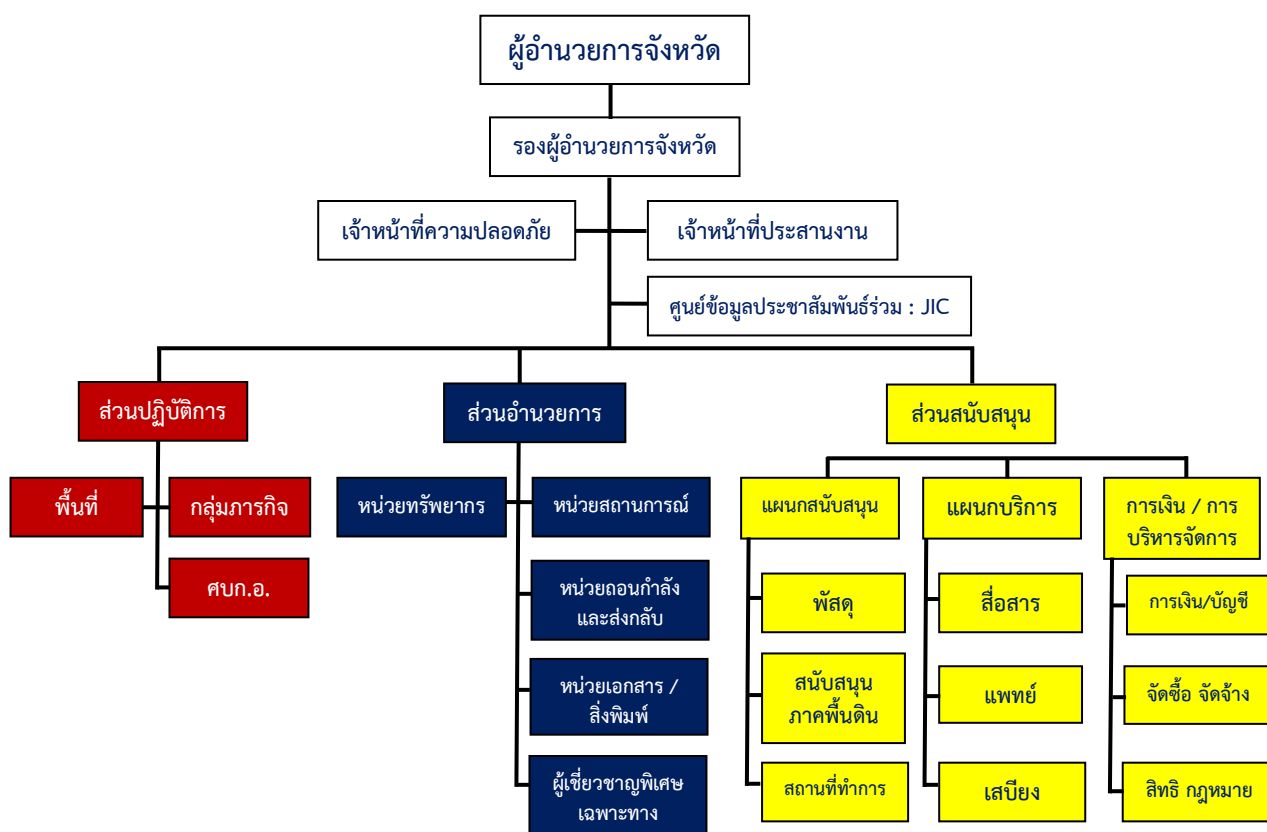 ผู้อำนวยการจังหวัด
รองผู้อำนวยการจังหวัด
เจ้าหน้าที่ความปลอดภัย
เจ้าหน้าที่ประสานงาน
ศูนย์ข้อมูลประชาสัมพันธ์ร่วม : JIC
ส่วนปฏิบัติการ
ส่วนอำนวยการ
ส่วนสนับสนุน
พื้นที่
กลุ่มภารกิจ
ศบก.อ.
หน่วยทรัพยากร
หน่วยสถานการณ์
หน่วยถอนกำลัง
และส่งกลับ
หน่วยเอกสาร /
สิ่งพิมพ์
ผู้เชี่ยวชาญพิเศษ
เฉพาะทาง
แผนกสนับสนุน
พัสดุ
สนับสนุน
ภาคพื้นดิน
สถานที่ทำการ
แผนกบริการ
สื่อสาร
แพทย์
เสบียง
การเงิน / การ
บริหารจัดการ
การเงิน/บัญชี
จัดซื้อ จัดจ้าง
สิทธิ กฎหมาย